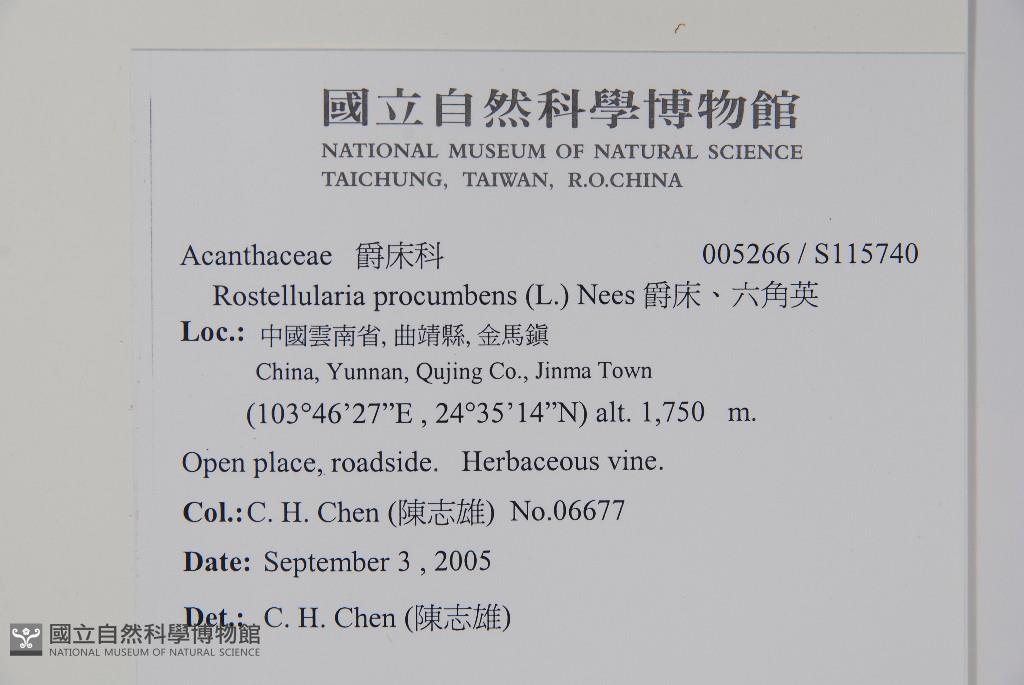 國立自然科學博物館
NATIONAL MUSEUM OF NATURAL SCIENCE
TAICHUNG, TAIWAN, R.O.CHINA
Acanthaceae 爵床科 005266 / S115740
Rostellularia procumbens (L.) Nees 爵床、六角英
Loc.: 中國雲南省, 曲靖縣, 金馬鎮
China, Yunnan, Qujing Co., Jinma Town
(103°46’27”E , 24°35’14”N) alt. 1,750 m.
Open place, roadside. Herbaceous vine.
Col.: C. H. Chen (陳志雄) No.06677
Date: September 3 , 2005
Det.: C. H. Chen (陳志雄)
國立自然科學博物館
NATIONAL MUSEUM OF NATURAL SCIENCE